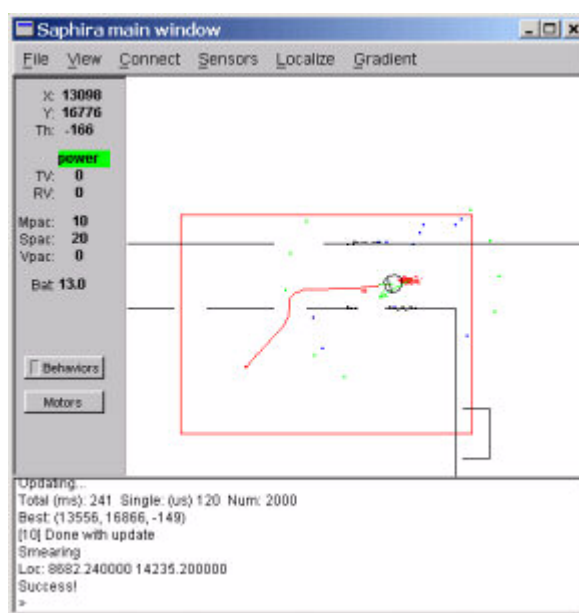 Saphira main window
File View Connect Sensors Localize Gradient
X: 13098
Y: 16776
Th: -166
power
TV: 0
RV: 0
Mpac: 10
Spac: 20
Vpac: 0
Bat: 13.0
Behaviors
Motors
Updating...
Total (ms): 241 Single: (us) 120 Num: 2000
Best: (13556, 16866, -149)
[10] Done with update
Smearing
Loc: 8682.240000 14235.200000
Success!
»